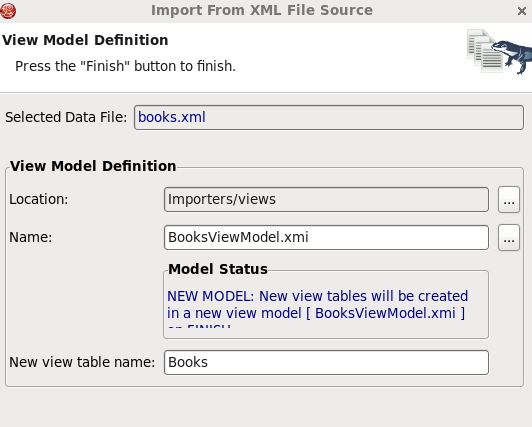 Import From XML File Source
View Model Definition
Press the "Finish" button to finish.
Selected Data File: books.xml
View Model Definition
Location: Importers/views ...
Name: BooksViewModel.xmi ...
Model Status
NEW MODEL: New view tables will be created
in a new view model [ BooksViewModel.xmi ]
on FINISH
New view table name: Books